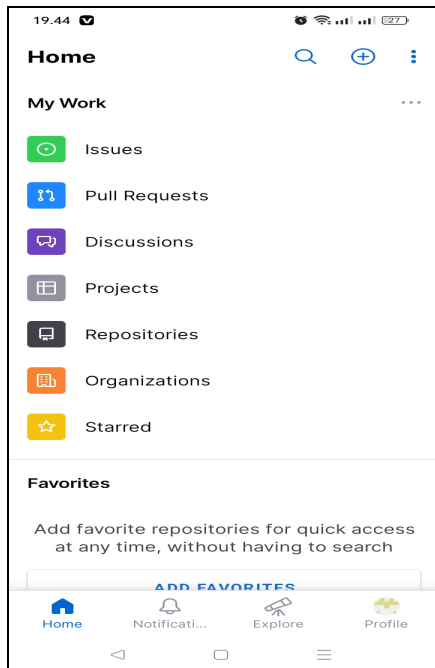 19.44
27
Home
My Work
Issues
Pull Requests
Discussions
Projects
Repositories
Organizations
Starred
Favorites
Add favorite repositories for quick access
at any time, without having to search
ADD FAVORITES
Home Notificati... Explore Profile